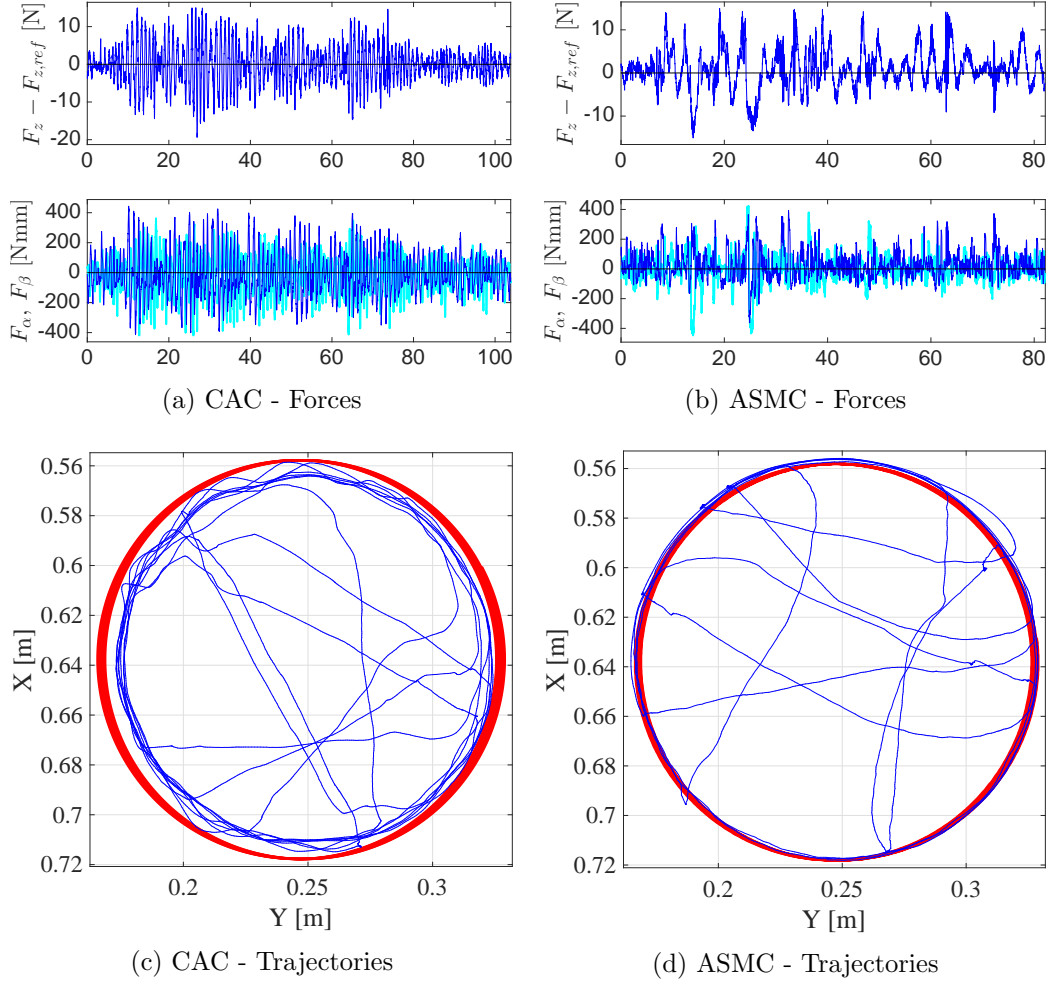 F_z − F_{z,ref} [N]
10
0
-10
-20
0 20 40 60 80 100
F_α, F_β [Nmm]
400
200
0
-200
-400
0 20 40 60 80 100
(a) CAC - Forces
F_z − F_{z,ref} [N]
10
0
-10
0 20 40 60 80
F_α, F_β [Nmm]
400
200
0
-200
-400
0 20 40 60 80
(b) ASMC - Forces
X [m]
0.56
0.58
0.6
0.62
0.64
0.66
0.68
0.7
0.72
0.2 0.25 0.3
Y [m]
(c) CAC - Trajectories
X [m]
0.56
0.58
0.6
0.62
0.64
0.66
0.68
0.7
0.72
0.2 0.25 0.3
Y [m]
(d) ASMC - Trajectories